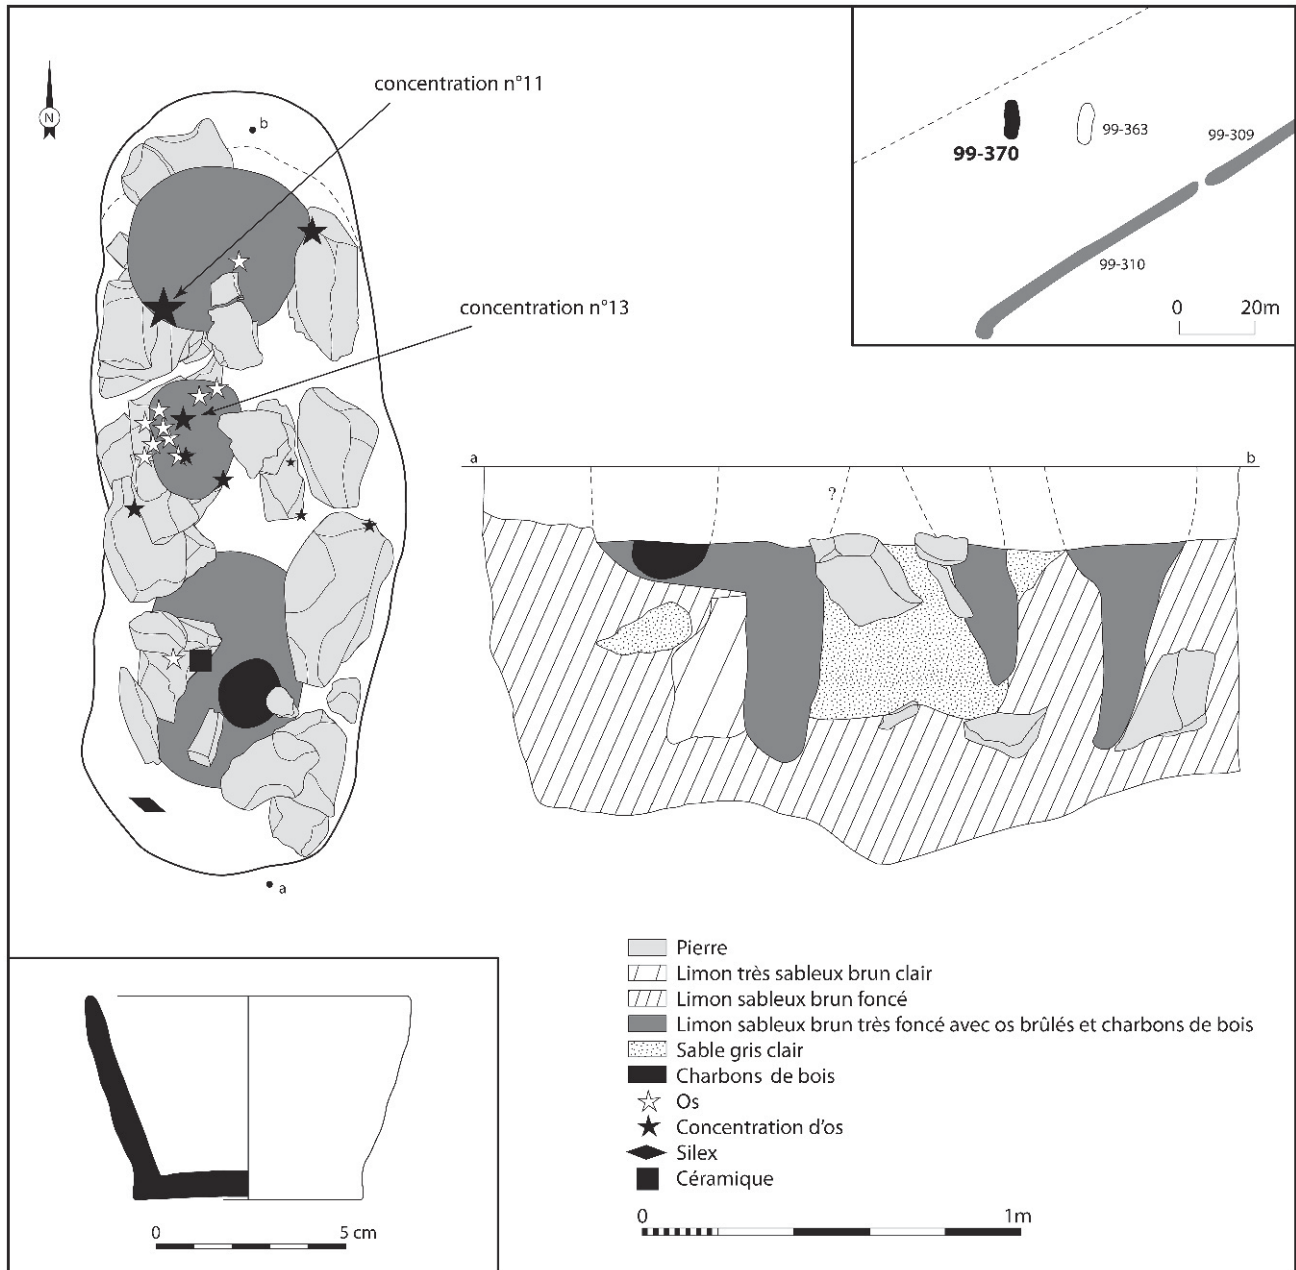 concentration n°11
N
b
concentration n°13
a
99-370
99-363
99-309
99-310
0 20m
a b
?
Pierre
Limon très sableux brun clair
Limon sableux brun foncé
Limon sableux brun très foncé avec os brûlés et charbons de bois
Sable gris clair
Charbons de bois
Os
Concentration d'os
Silex
Céramique
0 1m
0 5 cm